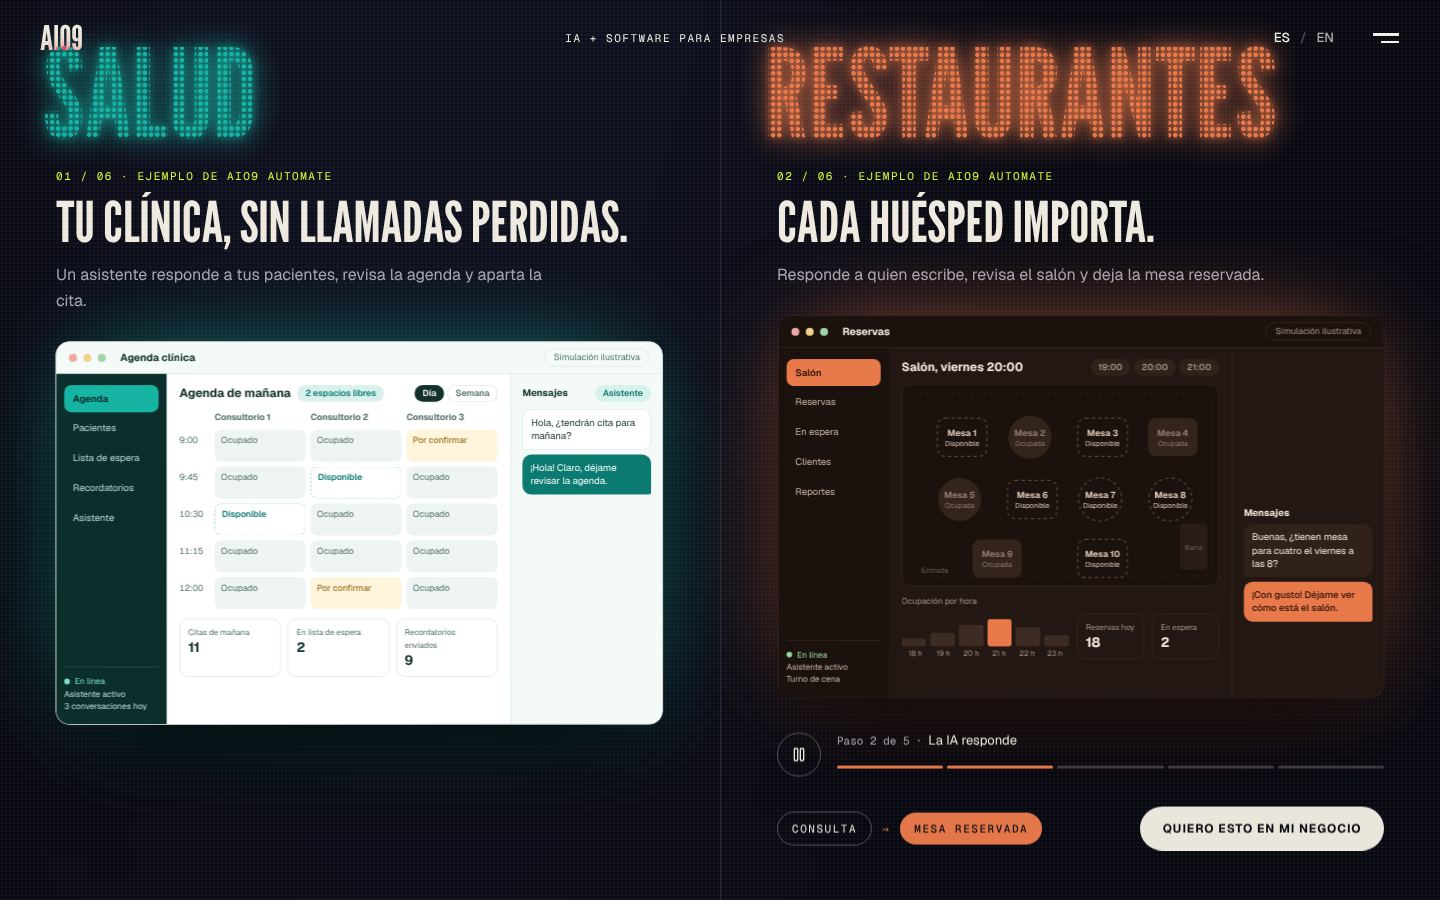 AIO9
IA + SOFTWARE PARA EMPRESAS
ES / EN
SALUD
01 / 06 · EJEMPLO DE AIO9 AUTOMATE
TU CLÍNICA, SIN LLAMADAS PERDIDAS.
Un asistente responde a tus pacientes, revisa la agenda y aparta la
cita.
Agenda clínica
Simulación ilustrativa
Agenda
Pacientes
Lista de espera
Recordatorios
Asistente
En línea
Asistente activo
3 conversaciones hoy
Agenda de mañana
2 espacios libres
Día
Semana
Consultorio 1 Consultorio 2 Consultorio 3
9:00 Ocupado Ocupado Por confirmar
9:45 Ocupado Disponible Ocupado
10:30 Disponible Ocupado Ocupado
11:15 Ocupado Ocupado Ocupado
12:00 Ocupado Por confirmar Ocupado
Citas de mañana
11
En lista de espera
2
Recordatorios
enviados
9
Mensajes
Asistente
Hola, ¿tendrán cita para
mañana?
¡Hola! Claro, déjame
revisar la agenda.
RESTAURANTES
02 / 06 · EJEMPLO DE AIO9 AUTOMATE
CADA HUÉSPED IMPORTA.
Responde a quien escribe, revisa el salón y deja la mesa reservada.
Reservas
Simulación ilustrativa
Salón
Reservas
En espera
Clientes
Reportes
En línea
Asistente activo
Turno de cena
Salón, viernes 20:00
19:00 20:00 21:00
Mesa 1
Disponible
Mesa 2
Ocupada
Mesa 3
Disponible
Mesa 4
Ocupada
Mesa 5
Ocupada
Mesa 6
Disponible
Mesa 7
Disponible
Mesa 8
Disponible
Mesa 9
Ocupada
Mesa 10
Disponible
Barra
Entrada
Ocupación por hora
18 h 19 h 20 h 21 h 22 h 23 h
Reservas hoy
18
En espera
2
Mensajes
Buenas, ¿tienen mesa
para cuatro el viernes a
las 8?
¡Con gusto! Déjame ver
cómo está el salón.
Paso 2 de 5 · La IA responde
CONSULTA → MESA RESERVADA
QUIERO ESTO EN MI NEGOCIO